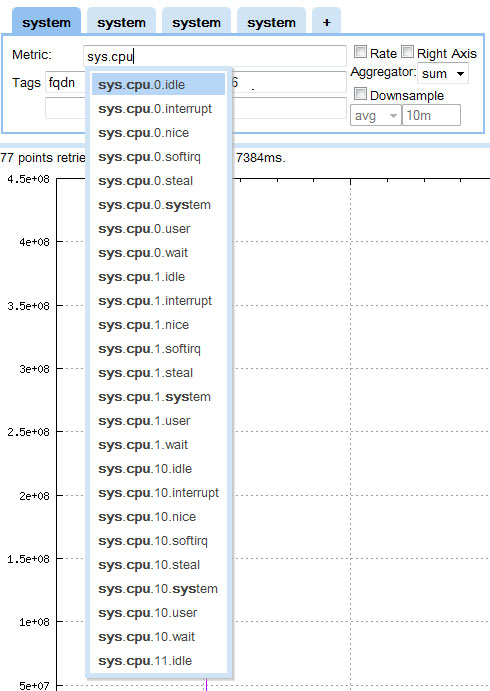 system system system system +
Metric: sys.cpu Rate Right Axis
Aggregator: sum
Tags fqdn 6 .
Downsample
avg 10m
77 points retrie 7384ms.
sys.cpu.0.idle
sys.cpu.0.interrupt
sys.cpu.0.nice
sys.cpu.0.softirq
sys.cpu.0.steal
sys.cpu.0.system
sys.cpu.0.user
sys.cpu.0.wait
sys.cpu.1.idle
sys.cpu.1.interrupt
sys.cpu.1.nice
sys.cpu.1.softirq
sys.cpu.1.steal
sys.cpu.1.system
sys.cpu.1.user
sys.cpu.1.wait
sys.cpu.10.idle
sys.cpu.10.interrupt
sys.cpu.10.nice
sys.cpu.10.softirq
sys.cpu.10.steal
sys.cpu.10.system
sys.cpu.10.user
sys.cpu.10.wait
sys.cpu.11.idle
4.5e+08
4e+08
3.5e+08
3e+08
2.5e+08
2e+08
1.5e+08
1e+08
5e+07